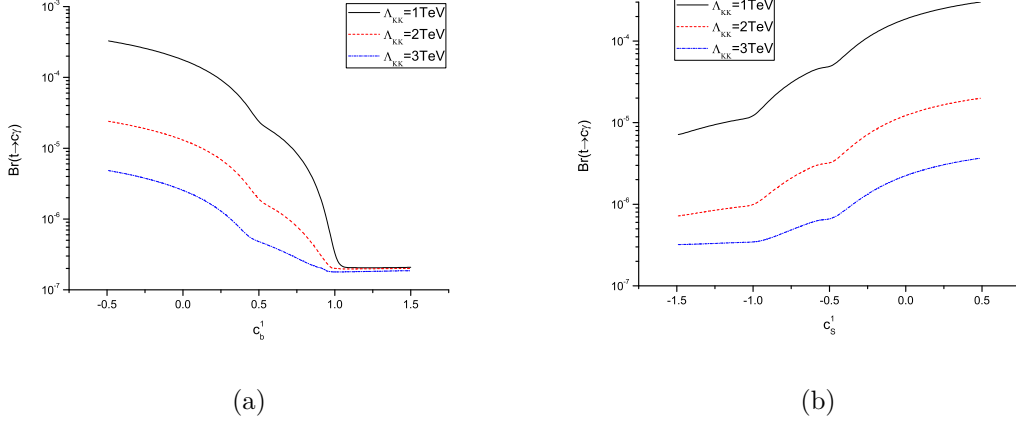 10⁻³
10⁻⁴
10⁻⁵
10⁻⁶
10⁻⁷
Br(t→cγ)
Λ_KK=1TeV
Λ_KK=2TeV
Λ_KK=3TeV
-0.5 0.0 0.5 1.0 1.5
c_b^1
(a)
Λ_KK=1TeV
Λ_KK=2TeV
Λ_KK=3TeV
10⁻⁴
10⁻⁵
10⁻⁶
10⁻⁷
Br(t→cγ)
-1.5 -1.0 -0.5 0.0 0.5
c_S^1
(b)